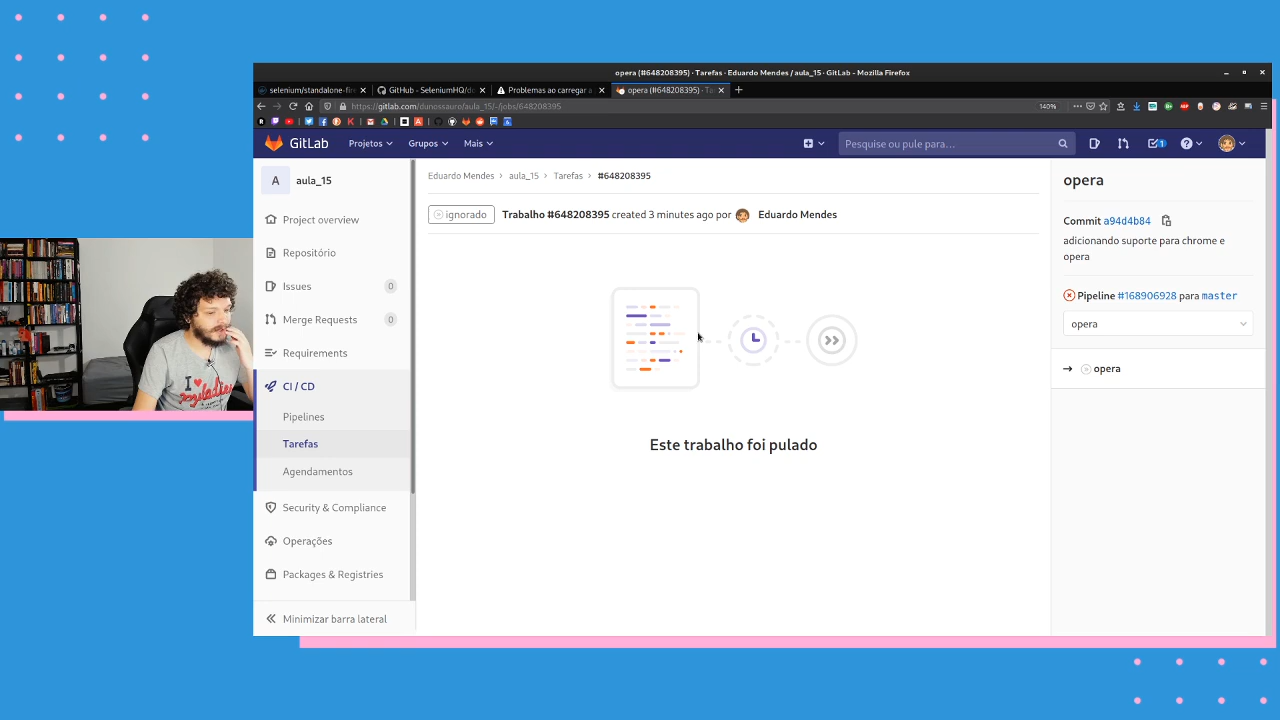 opera (#648208395) · Tarefas · Eduardo Mendes / aula_15 · GitLab - Mozilla Firefox
selenium/standalone-fire
GitHub - SeleniumHQ/do
Problemas ao carregar a
opera (#648208395) · Ta
https://gitlab.com/dunossauro/aula_15/-/jobs/648208395
140%
GitLab
Projetos
Grupos
Mais
Pesquise ou pule para…
1
A
aula_15
Project overview
Repositório
Issues 0
Merge Requests 0
Requirements
CI / CD
Pipelines
Tarefas
Agendamentos
Security & Compliance
Operações
Packages & Registries
Minimizar barra lateral
Eduardo Mendes > aula_15 > Tarefas > #648208395
ignorado Trabalho #648208395 created 3 minutes ago por Eduardo Mendes
Este trabalho foi pulado
opera
Commit a94d4b84
adicionando suporte para chrome e
opera
Pipeline #168906928 para master
opera
opera